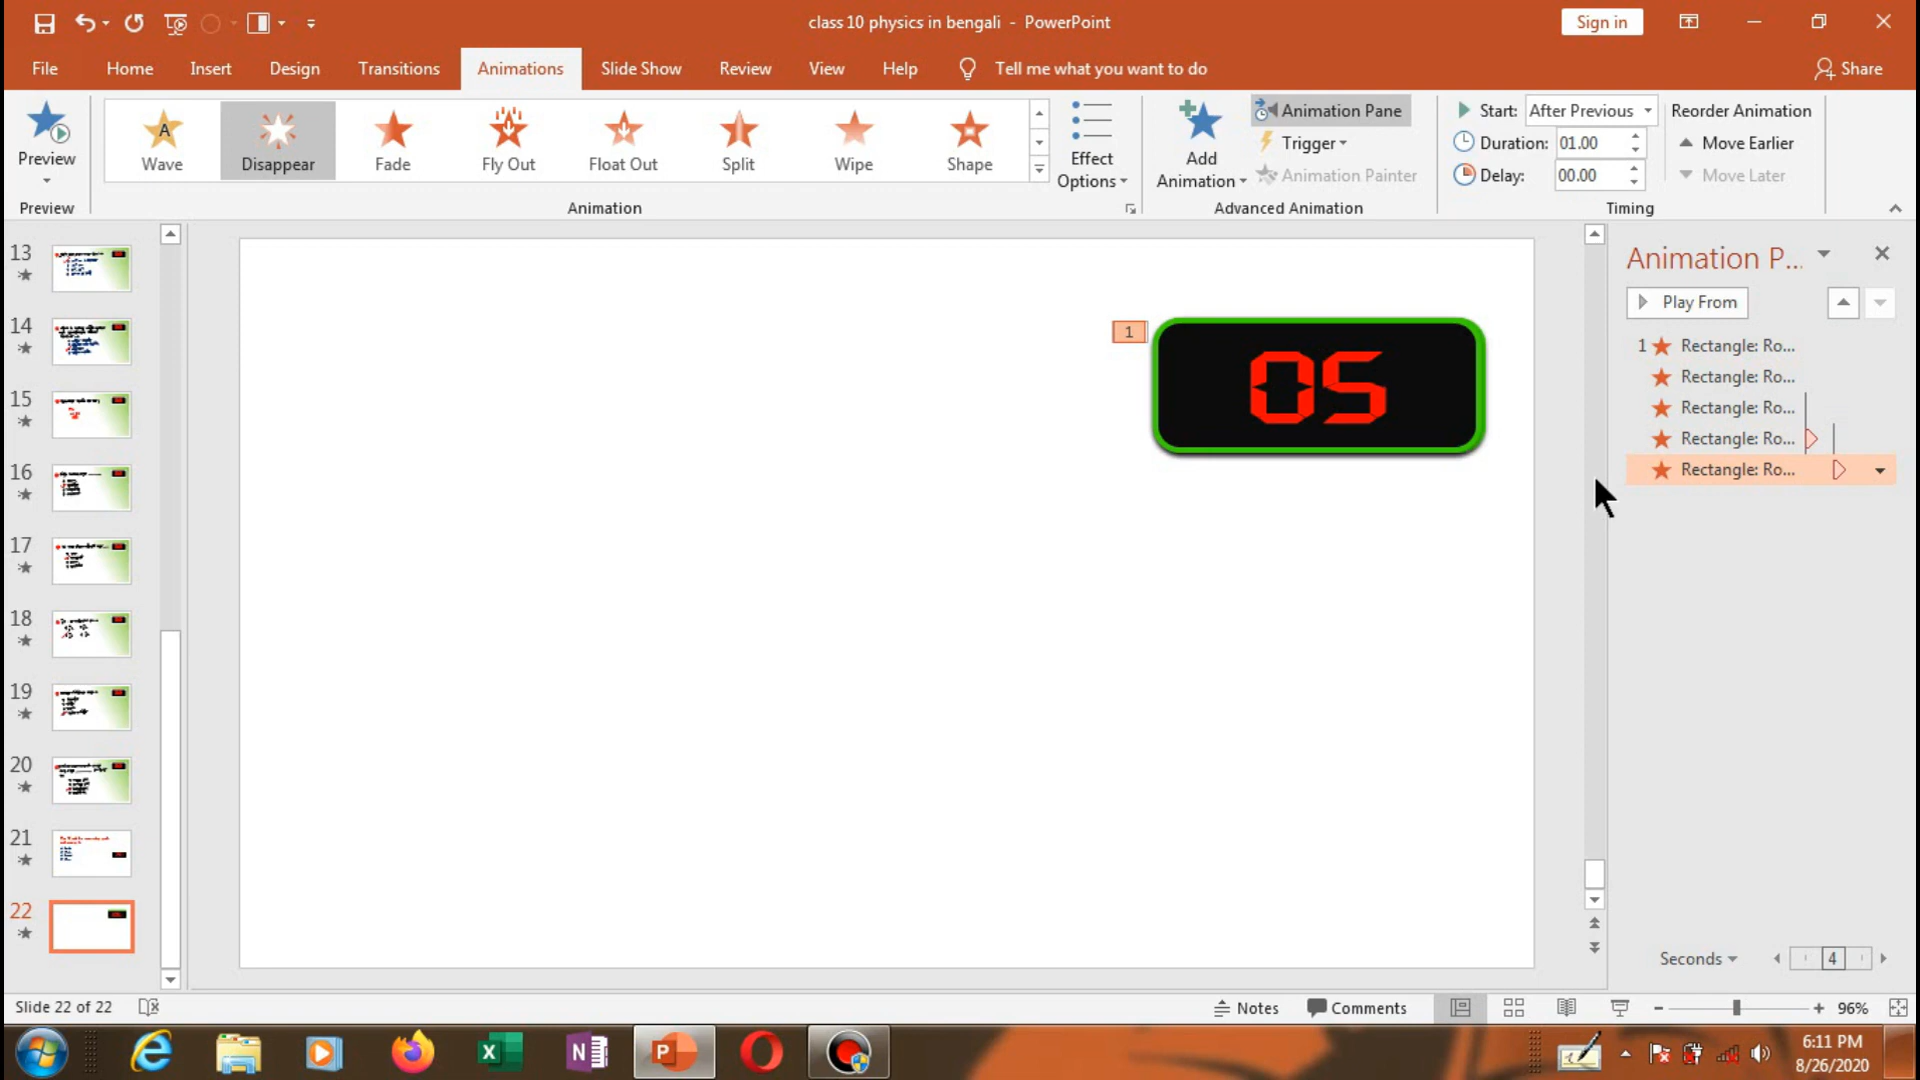 class 10 physics in bengali - PowerPoint
Sign in
File Home Insert Design Transitions Animations Slide Show Review View Help Tell me what you want to do Share
Preview
A
Wave Disappear Fade Fly Out Float Out Split Wipe Shape
Effect Options
Add Animation
Animation Pane
Trigger
Animation Painter
Start: After Previous
Duration: 01.00
Delay: 00.00
Reorder Animation
Move Earlier
Move Later
Preview Animation Advanced Animation Timing
13
14
15
16
17
18
19
20
21
22
1
05
Animation P...
Play From
1 Rectangle: Ro...
Rectangle: Ro...
Rectangle: Ro...
Rectangle: Ro...
Rectangle: Ro...
Seconds 4
Slide 22 of 22
Notes Comments 96%
6:11 PM
8/26/2020